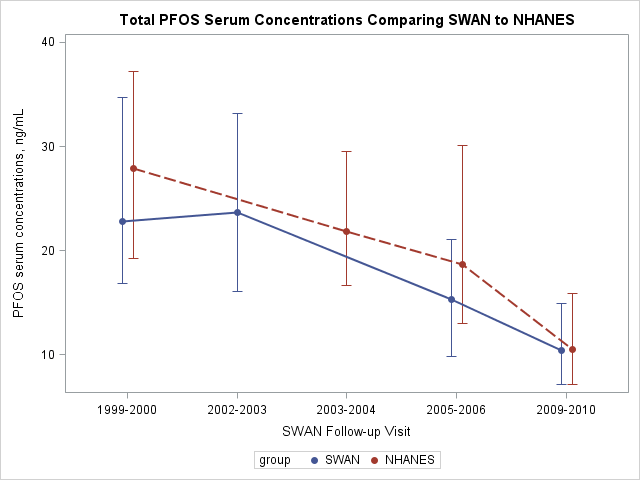 Total PFOS Serum Concentrations Comparing SWAN to NHANES
40
30
20
10
PFOS serum concentrations, ng/mL
1999-2000 2002-2003 2003-2004 2005-2006 2009-2010
SWAN Follow-up Visit
group SWAN NHANES